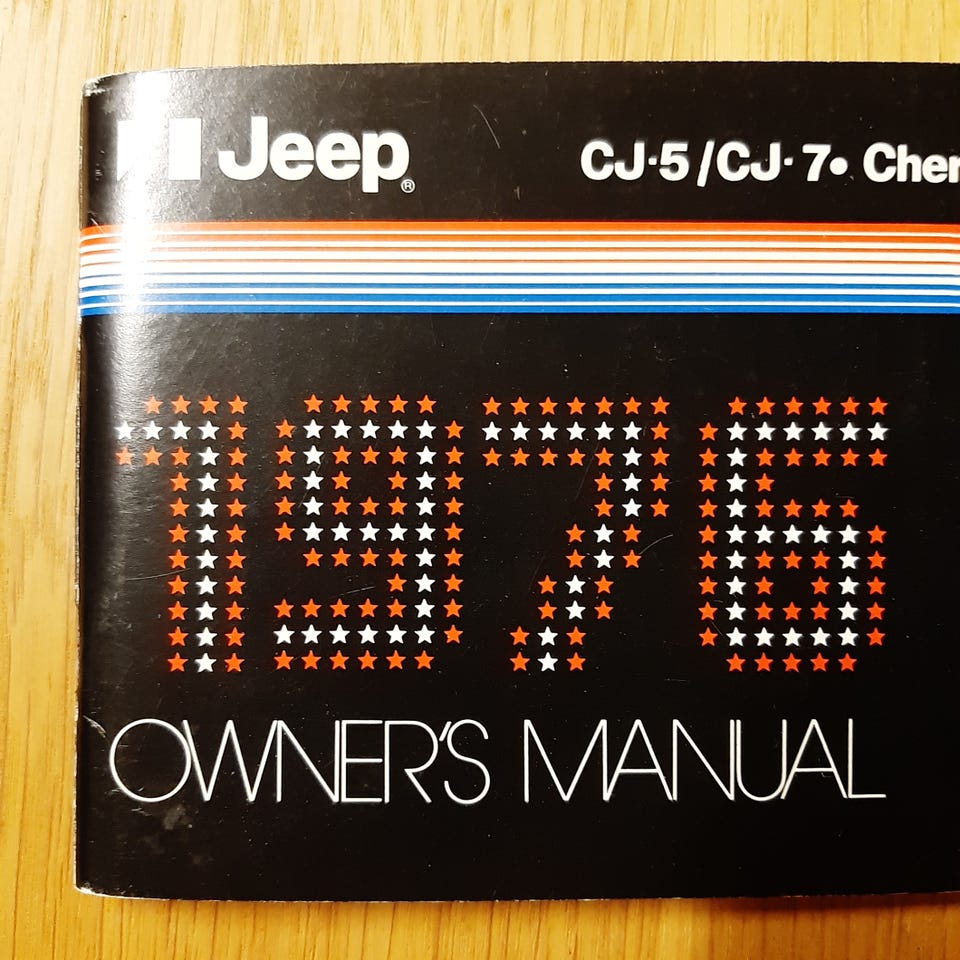 Jeep®
CJ-5/CJ-7• Cher
1976
OWNER'S MANUAL